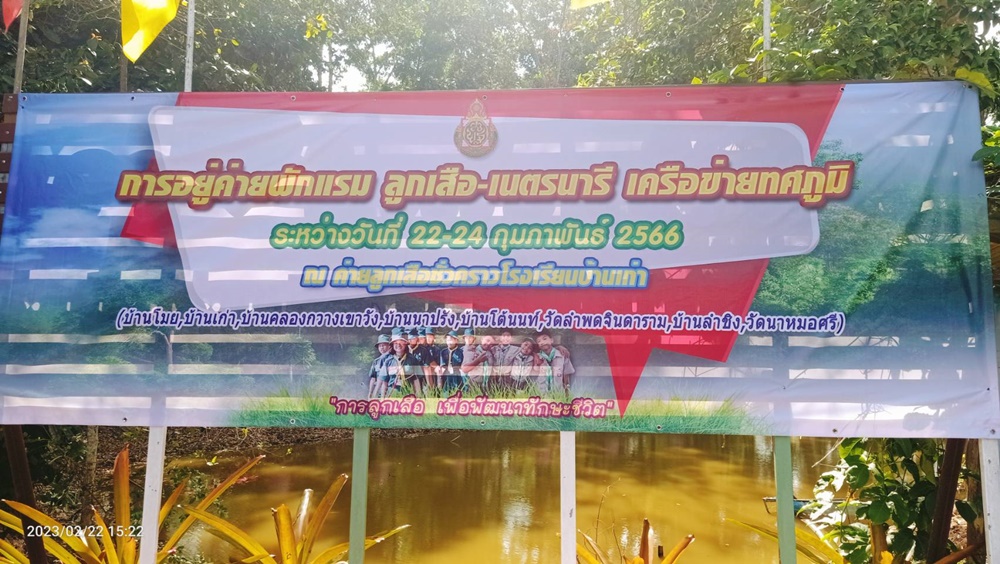 การอยู่ค่ายพักแรม ลูกเสือ-เนตรนารี เครือข่ายทศภูมิ
ระหว่างวันที่ 22-24 กุมภาพันธ์ 2566
ณ ค่ายลูกเสือชั่วคราวโรงเรียนบ้านเก่า
(บ้านโมย,บ้านเก่า,บ้านคลองกวางเขาวัง,บ้านนาปรัง,บ้านโต้นนท์,วัดลำพดจินดาราม,บ้านลำชิง,วัดนาหมอศรี)
"การลูกเสือ เพื่อพัฒนาทักษะชีวิต"
2023/02/22 15:22